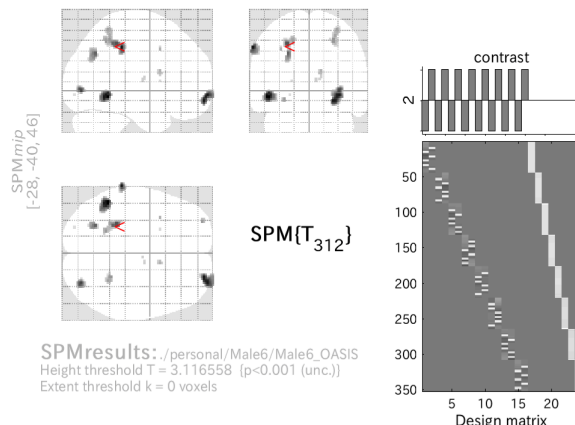 contrast
2
SPMmip
[-28, -40, 46]
SPM{T312}
50
100
150
200
250
300
350
5 10 15 20
Design matrix
SPMresults: ./personal/Male6/Male6_OASIS
Height threshold T = 3.116558 {p<0.001 (unc.)}
Extent threshold k = 0 voxels